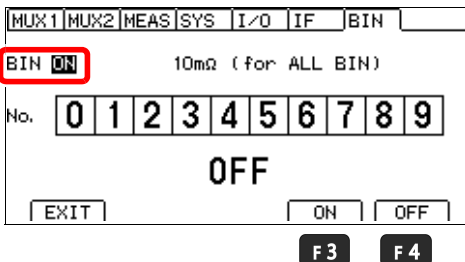 MUX1 MUX2 MEAS SYS I/O IF BIN
BIN ON 10mΩ (for ALL BIN)
No. 0 1 2 3 4 5 6 7 8 9
OFF
EXIT ON OFF
F3 F4